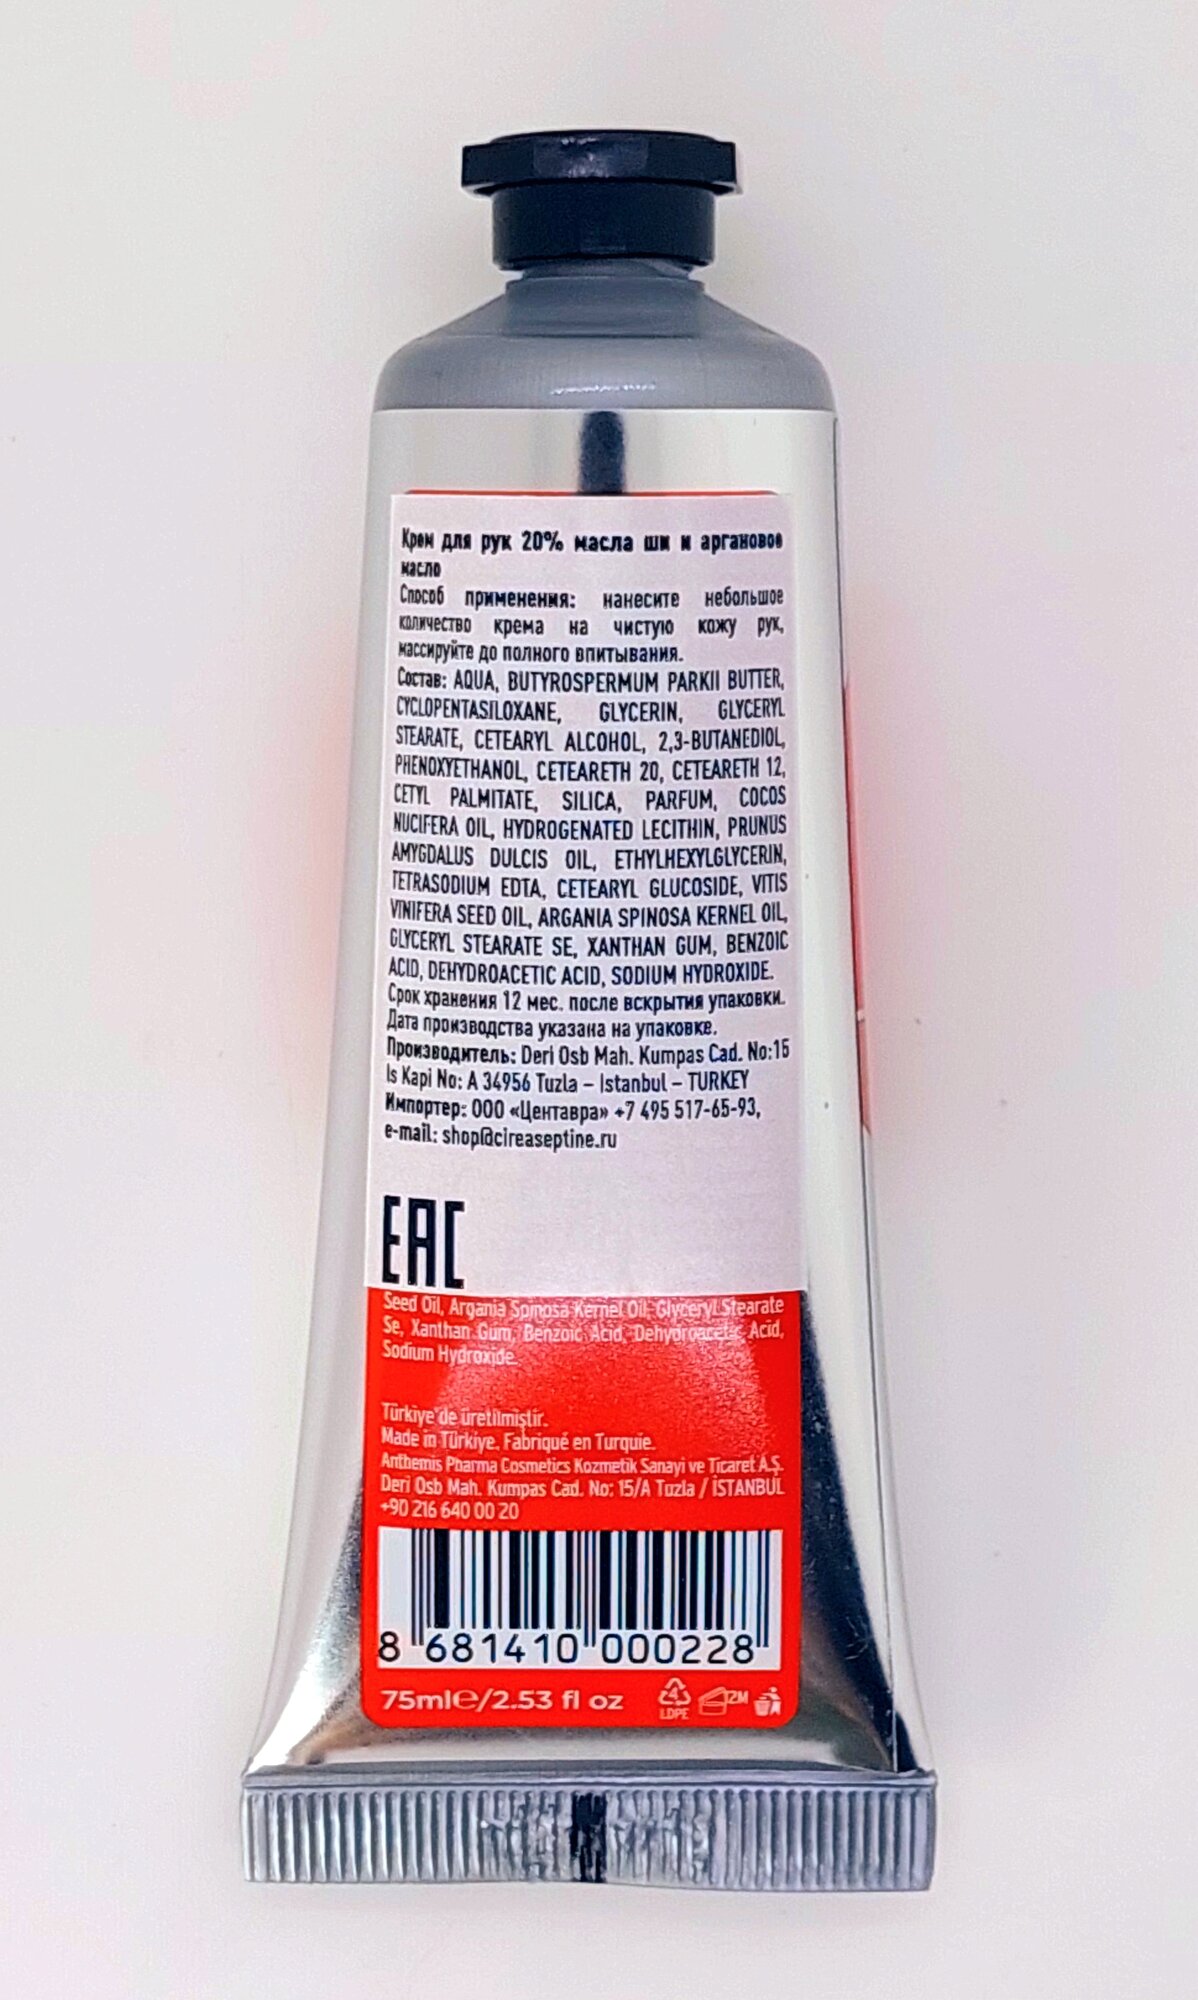 Крем для рук 20% масла ши и аргановое
масло
Способ применения: нанесите небольшое
количество крема на чистую кожу рук,
массируйте до полного впитывания.
Состав: AQUA, BUTYROSPERMUM PARKII BUTTER,
CYCLOPENTASILOXANE, GLYCERIN, GLYCERYL
STEARATE, CETEARYL ALCOHOL, 2,3-BUTANEDIOL,
PHENOXYETHANOL, CETEARETH 20, CETEARETH 12,
CETYL PALMITATE, SILICA, PARFUM, COCOS
NUCIFERA OIL, HYDROGENATED LECITHIN, PRUNUS
AMYGDALUS DULCIS OIL, ETHYLHEXYLGLYCERIN,
TETRASODIUM EDTA, CETEARYL GLUCOSIDE, VITIS
VINIFERA SEED OIL, ARGANIA SPINOSA KERNEL OIL,
GLYCERYL STEARATE SE, XANTHAN GUM, BENZOIC
ACID, DEHYDROACETIC ACID, SODIUM HYDROXIDE.
Срок хранения 12 мес. после вскрытия упаковки.
Дата производства указана на упаковке.
Производитель: Deri Osb Mah. Kumpas Cad. No:15
Is Kapi No: A 34956 Tuzla – Istanbul – TURKEY
Импортер: ООО «Центавра» +7 495 517-65-93,
e-mail: shop@cireaseptine.ru
EAC
Seed Oil, Argania Spinosa Kernel Oil, Glyceryl Stearate
Se, Xanthan Gum, Benzoic Acid, Dehydroacetic Acid,
Sodium Hydroxide.
Türkiye'de üretilmiştir.
Made in Türkiye. Fabriqué en Turquie.
Anthemis Pharma Cosmetics Kozmetik Sanayi ve Ticaret A.Ş.
Deri Osb Mah. Kumpas Cad. No: 15/A Tuzla / İSTANBUL
+90 216 640 00 20
8 681410 000228
75ml℮/2.53 fl oz
4
LDPE
12M